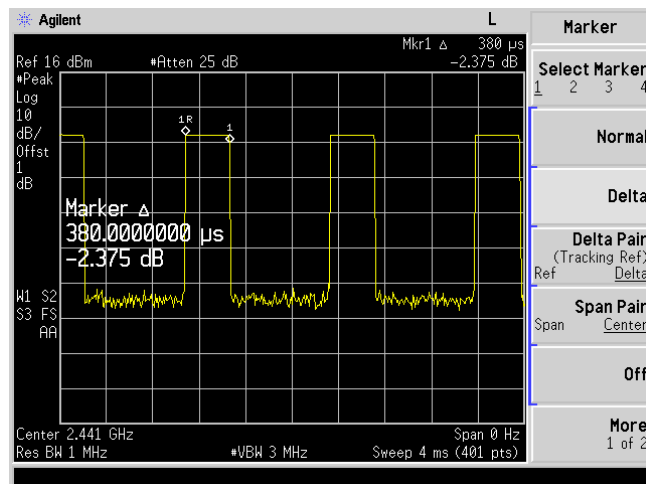 Agilent
L
Marker
Mkr1 Δ 380 µs
Ref 16 dBm #Atten 25 dB -2.375 dB
#Peak
Log
10
dB/
Offst
1
dB
1R
1
Marker Δ
380.0000000 µs
-2.375 dB
W1 S2
S3 FS
AA
Center 2.441 GHz Span 0 Hz
Res BW 1 MHz #VBW 3 MHz Sweep 4 ms (401 pts)
Select Marker
1 2 3 4
Normal
Delta
Delta Pair
(Tracking Ref)
Ref Delta
Span Pair
Span Center
Off
More
1 of 2